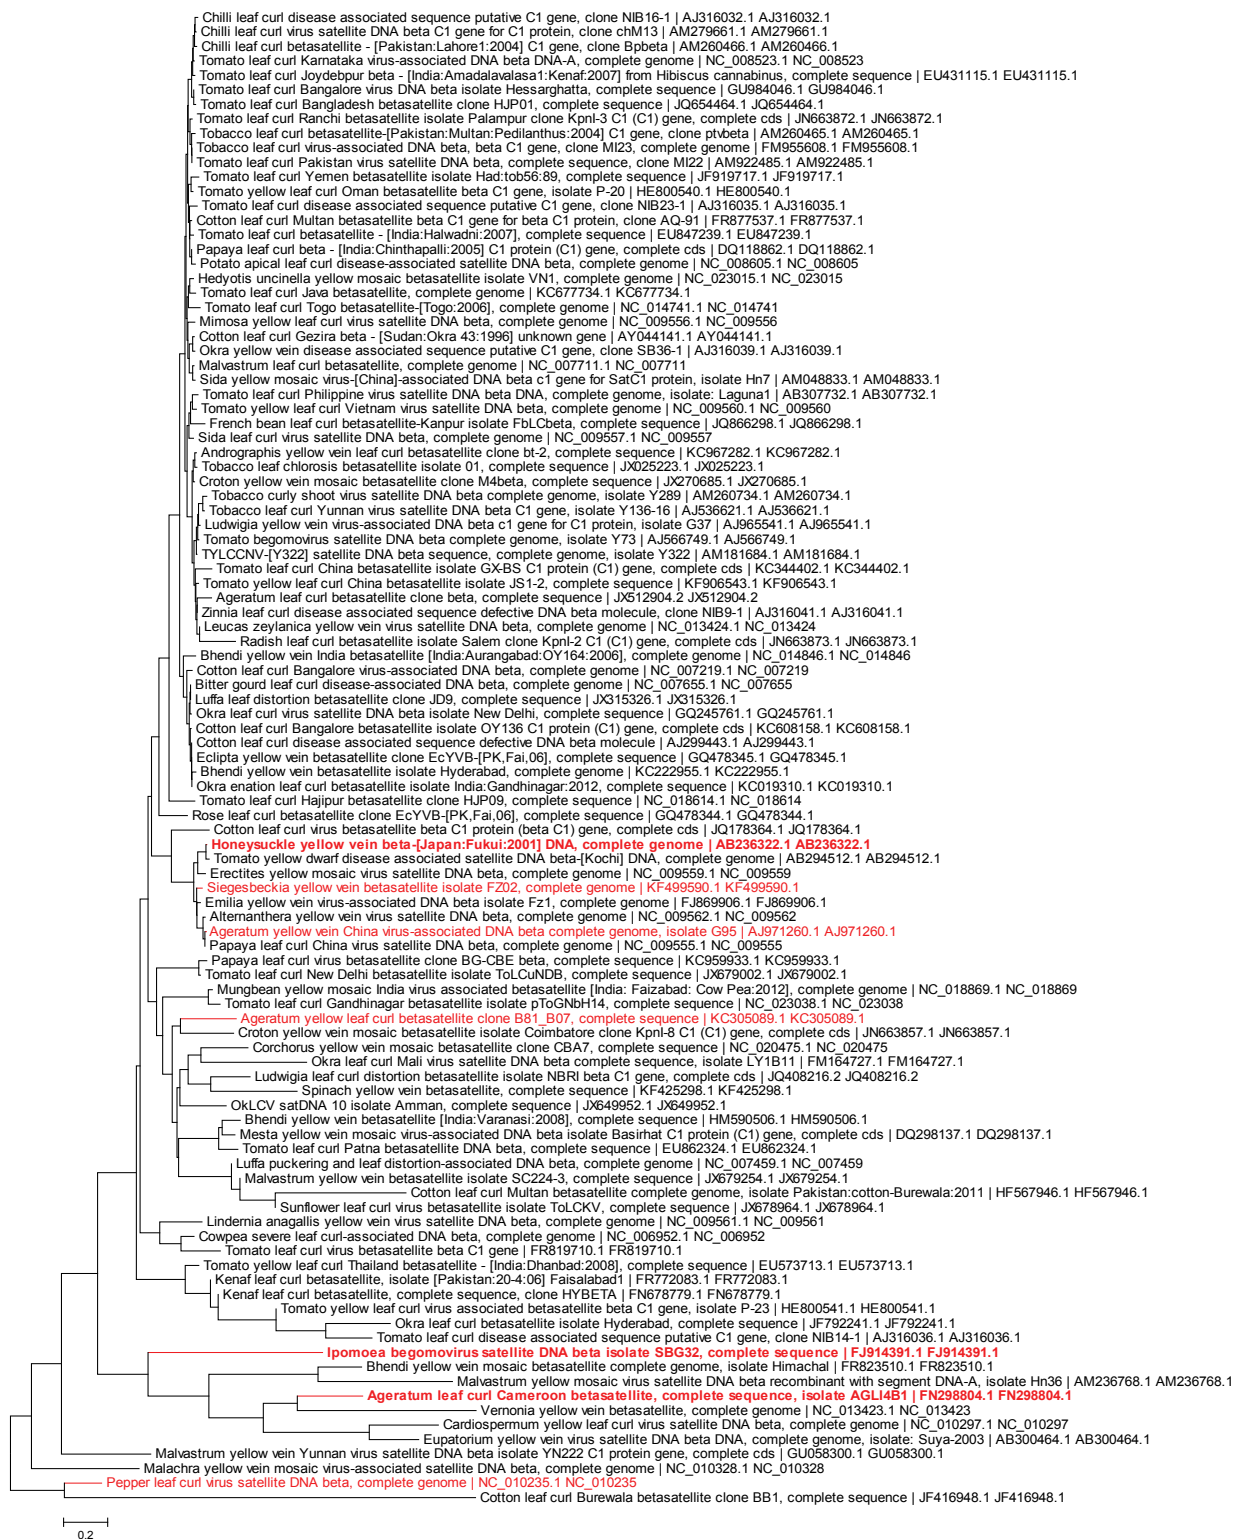 Chilli leaf curl disease associated sequence putative C1 gene, clone NIB16-1 | AJ316032.1 AJ316032.1
Chilli leaf curl virus satellite DNA beta C1 gene for C1 protein, clone chM13 | AM279661.1 AM279661.1
Chilli leaf curl betasatellite - [Pakistan:Lahore1:2004] C1 gene, clone Bpbeta | AM260466.1 AM260466.1
Tomato leaf curl Karnataka virus-associated DNA beta DNA-A, complete genome | NC_008523.1 NC_008523
Tomato leaf curl Joydebpur beta - [India:Amadalavalasa1:Kenaf:2007] from Hibiscus cannabinus, complete sequence | EU431115.1 EU431115.1
Tomato leaf curl Bangalore virus DNA beta isolate Hessarghatta, complete sequence | GU984046.1 GU984046.1
Tomato leaf curl Bangladesh betasatellite clone HJP01, complete sequence | JQ654464.1 JQ654464.1
Tomato leaf curl Ranchi betasatellite isolate Palampur clone KpnI-3 C1 (C1) gene, complete cds | JN663872.1 JN663872.1
Tobacco leaf curl betasatellite-[Pakistan:Multan:Pedilanthus:2004] C1 gene, clone ptvbeta | AM260465.1 AM260465.1
Tobacco leaf curl virus-associated DNA beta, beta C1 gene, clone MI23, complete genome | FM955608.1 FM955608.1
Tomato leaf curl Pakistan virus satellite DNA beta, complete sequence, clone MI22 | AM922485.1 AM922485.1
Tomato leaf curl Yemen betasatellite isolate Had:tob56:89, complete sequence | JF919717.1 JF919717.1
Tomato yellow leaf curl Oman betasatellite beta C1 gene, isolate P-20 | HE800540.1 HE800540.1
Tomato leaf curl disease associated sequence putative C1 gene, clone NIB23-1 | AJ316035.1 AJ316035.1
Cotton leaf curl Multan betasatellite beta C1 gene for beta C1 protein, clone AQ-91 | FR877537.1 FR877537.1
Tomato leaf curl betasatellite - [India:Halwadni:2007], complete sequence | EU847239.1 EU847239.1
Papaya leaf curl beta - [India:Chinthapalli:2005] C1 protein (C1) gene, complete cds | DQ118862.1 DQ118862.1
Potato apical leaf curl disease-associated satellite DNA beta, complete genome | NC_008605.1 NC_008605
Hedyotis uncinella yellow mosaic betasatellite isolate VN1, complete genome | NC_023015.1 NC_023015
Tomato leaf curl Java betasatellite, complete genome | KC677734.1 KC677734.1
Tomato leaf curl Togo betasatellite-[Togo:2006], complete genome | NC_014741.1 NC_014741
Mimosa yellow leaf curl virus satellite DNA beta, complete genome | NC_009556.1 NC_009556
Cotton leaf curl Gezira beta - [Sudan:Okra 43:1996] unknown gene | AY044141.1 AY044141.1
Okra yellow vein disease associated sequence putative C1 gene, clone SB36-1 | AJ316039.1 AJ316039.1
Malvastrum leaf curl betasatellite, complete genome | NC_007711.1 NC_007711
Sida yellow mosaic virus-[China]-associated DNA beta c1 gene for SatC1 protein, isolate Hn7 | AM048833.1 AM048833.1
Tomato leaf curl Philippine virus satellite DNA beta DNA, complete genome, isolate: Laguna1 | AB307732.1 AB307732.1
Tomato yellow leaf curl Vietnam virus satellite DNA beta, complete genome | NC_009560.1 NC_009560
French bean leaf curl betasatellite-Kanpur isolate FbLCbeta, complete sequence | JQ866298.1 JQ866298.1
Sida leaf curl virus satellite DNA beta, complete genome | NC_009557.1 NC_009557
Andrographis yellow vein leaf curl betasatellite clone bt-2, complete sequence | KC967282.1 KC967282.1
Tobacco leaf chlorosis betasatellite isolate 01, complete sequence | JX025223.1 JX025223.1
Croton yellow vein mosaic betasatellite clone M4beta, complete sequence | JX270685.1 JX270685.1
Tobacco curly shoot virus satellite DNA beta complete genome, isolate Y289 | AM260734.1 AM260734.1
Tobacco leaf curl Yunnan virus satellite DNA beta C1 gene, isolate Y136-16 | AJ536621.1 AJ536621.1
Ludwigia yellow vein virus-associated DNA beta c1 gene for C1 protein, isolate G37 | AJ965541.1 AJ965541.1
Tomato begomovirus satellite DNA beta complete genome, isolate Y73 | AJ566749.1 AJ566749.1
TYLCCNV-[Y322] satellite DNA beta sequence, complete genome, isolate Y322 | AM181684.1 AM181684.1
Tomato leaf curl China betasatellite isolate GX-BS C1 protein (C1) gene, complete cds | KC344402.1 KC344402.1
Tomato yellow leaf curl China betasatellite isolate JS1-2, complete sequence | KF906543.1 KF906543.1
Ageratum leaf curl betasatellite clone beta, complete sequence | JX512904.2 JX512904.2
Zinnia leaf curl disease associated sequence defective DNA beta molecule, clone NIB9-1 | AJ316041.1 AJ316041.1
Leucas zeylanica yellow vein virus satellite DNA beta, complete genome | NC_013424.1 NC_013424
Radish leaf curl betasatellite isolate Salem clone KpnI-2 C1 (C1) gene, complete cds | JN663873.1 JN663873.1
Bhendi yellow vein India betasatellite [India:Aurangabad:OY164:2006], complete genome | NC_014846.1 NC_014846
Cotton leaf curl Bangalore virus-associated DNA beta, complete genome | NC_007219.1 NC_007219
Bitter gourd leaf curl disease-associated DNA beta, complete genome | NC_007655.1 NC_007655
Luffa leaf distortion betasatellite clone JD9, complete sequence | JX315326.1 JX315326.1
Okra leaf curl virus satellite DNA beta isolate New Delhi, complete sequence | GQ245761.1 GQ245761.1
Cotton leaf curl Bangalore betasatellite isolate OY136 C1 protein (C1) gene, complete cds | KC608158.1 KC608158.1
Cotton leaf curl disease associated sequence defective DNA beta molecule | AJ299443.1 AJ299443.1
Eclipta yellow vein betasatellite clone EcYVB-[PK,Fai,06], complete sequence | GQ478345.1 GQ478345.1
Bhendi yellow vein betasatellite isolate Hyderabad, complete genome | KC222955.1 KC222955.1
Okra enation leaf curl betasatellite isolate India:Gandhinagar:2012, complete sequence | KC019310.1 KC019310.1
Tomato leaf curl Hajipur betasatellite clone HJP09, complete sequence | NC_018614.1 NC_018614
Rose leaf curl betasatellite clone EcYVB-[PK,Fai,06], complete sequence | GQ478344.1 GQ478344.1
Cotton leaf curl virus betasatellite beta C1 protein (beta C1) gene, complete cds | JQ178364.1 JQ178364.1
Honeysuckle yellow vein beta-[Japan:Fukui:2001] DNA, complete genome | AB236322.1 AB236322.1
Tomato yellow dwarf disease associated satellite DNA beta-[Kochi] DNA, complete genome | AB294512.1 AB294512.1
Erectites yellow mosaic virus satellite DNA beta, complete genome | NC_009559.1 NC_009559
Siegesbeckia yellow vein betasatellite isolate FZ02, complete genome | KF499590.1 KF499590.1
Emilia yellow vein virus-associated DNA beta isolate Fz1, complete genome | FJ869906.1 FJ869906.1
Alternanthera yellow vein virus satellite DNA beta, complete genome | NC_009562.1 NC_009562
Ageratum yellow vein China virus-associated DNA beta complete genome, isolate G95 | AJ971260.1 AJ971260.1
Papaya leaf curl China virus satellite DNA beta, complete genome | NC_009555.1 NC_009555
Papaya leaf curl virus betasatellite clone BG-CBE beta, complete sequence | KC959933.1 KC959933.1
Tomato leaf curl New Delhi betasatellite isolate ToLCuNDB, complete sequence | JX679002.1 JX679002.1
Mungbean yellow mosaic India virus associated betasatellite [India: Faizabad: Cow Pea:2012], complete genome | NC_018869.1 NC_018869
Tomato leaf curl Gandhinagar betasatellite isolate pToGNbH14, complete sequence | NC_023038.1 NC_023038
Ageratum yellow leaf curl betasatellite clone B81_B07, complete sequence | KC305089.1 KC305089.1
Croton yellow vein mosaic betasatellite isolate Coimbatore clone KpnI-8 C1 (C1) gene, complete cds | JN663857.1 JN663857.1
Corchorus yellow vein mosaic betasatellite clone CBA7, complete sequence | NC_020475.1 NC_020475
Okra leaf curl Mali virus satellite DNA beta complete sequence, isolate LY1B11 | FM164727.1 FM164727.1
Ludwigia leaf curl distortion betasatellite isolate NBRI beta C1 gene, complete cds | JQ408216.2 JQ408216.2
Spinach yellow vein betasatellite, complete sequence | KF425298.1 KF425298.1
OkLCV satDNA 10 isolate Amman, complete sequence | JX649952.1 JX649952.1
Bhendi yellow vein betasatellite [India:Varanasi:2008], complete sequence | HM590506.1 HM590506.1
Mesta yellow vein mosaic virus-associated DNA beta isolate Basirhat C1 protein (C1) gene, complete cds | DQ298137.1 DQ298137.1
Tomato leaf curl Patna betasatellite DNA beta, complete sequence | EU862324.1 EU862324.1
Luffa puckering and leaf distortion-associated DNA beta, complete genome | NC_007459.1 NC_007459
Malvastrum yellow vein betasatellite isolate SC224-3, complete sequence | JX679254.1 JX679254.1
Cotton leaf curl Multan betasatellite complete genome, isolate Pakistan:cotton-Burewala:2011 | HF567946.1 HF567946.1
Sunflower leaf curl virus betasatellite isolate ToLCKV, complete sequence | JX678964.1 JX678964.1
Lindernia anagallis yellow vein virus satellite DNA beta, complete genome | NC_009561.1 NC_009561
Cowpea severe leaf curl-associated DNA beta, complete genome | NC_006952.1 NC_006952
Tomato leaf curl virus betasatellite beta C1 gene | FR819710.1 FR819710.1
Tomato yellow leaf curl Thailand betasatellite - [India:Dhanbad:2008], complete sequence | EU573713.1 EU573713.1
Kenaf leaf curl betasatellite, isolate [Pakistan:20-4:06] Faisalabad1 | FR772083.1 FR772083.1
Kenaf leaf curl betasatellite, complete sequence, clone HYBETA | FN678779.1 FN678779.1
Tomato yellow leaf curl virus associated betasatellite beta C1 gene, isolate P-23 | HE800541.1 HE800541.1
Okra leaf curl betasatellite isolate Hyderabad, complete sequence | JF792241.1 JF792241.1
Tomato leaf curl disease associated sequence putative C1 gene, clone NIB14-1 | AJ316036.1 AJ316036.1
Ipomoea begomovirus satellite DNA beta isolate SBG32, complete sequence | FJ914391.1 FJ914391.1
Bhendi yellow vein mosaic betasatellite complete genome, isolate Himachal | FR823510.1 FR823510.1
Malvastrum yellow mosaic virus DNA beta recombinant with segment DNA-A, isolate Hn36 | AM236768.1 AM236768.1
Ageratum leaf curl Cameroon betasatellite, complete sequence, isolate AGLI4B1 | FN298804.1 FN298804.1
Vernonia yellow vein betasatellite, complete genome | NC_013423.1 NC_013423
Cardiospermum yellow leaf curl virus satellite DNA beta, complete genome | NC_010297.1 NC_010297
Eupatorium yellow vein virus satellite DNA beta DNA, complete genome, isolate: Suya-2003 | AB300464.1 AB300464.1
Malvastrum yellow vein Yunnan virus satellite DNA beta isolate YN222 C1 protein gene, complete cds | GU058300.1 GU058300.1
Malachra yellow vein mosaic virus-associated satellite DNA beta, complete genome | NC_010328.1 NC_010328
Pepper leaf curl virus satellite DNA beta, complete genome | NC_010235.1 NC_010235
Cotton leaf curl Burewala betasatellite clone BB1, complete sequence | JF416948.1 JF416948.1
0.2